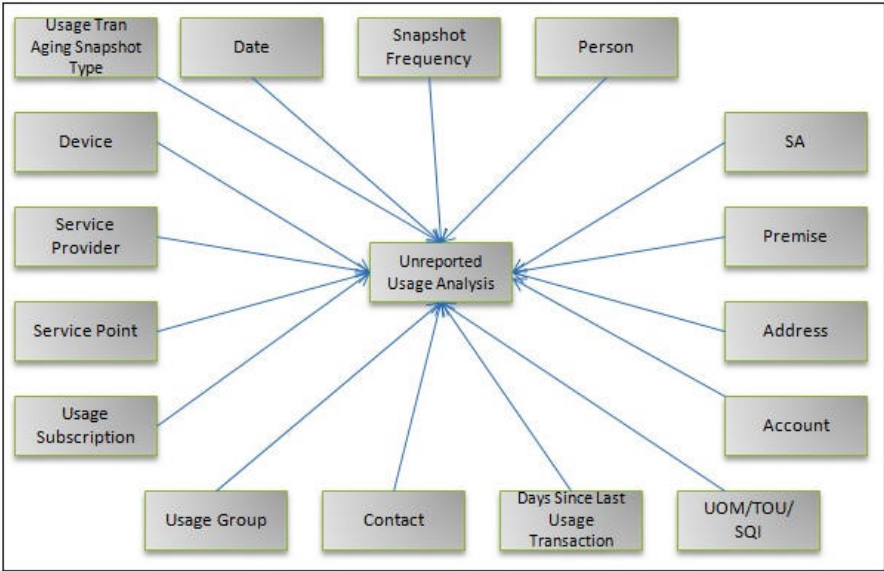 Usage Tran
Aging Snapshot
Type
Date
Snapshot
Frequency
Person
Device
SA
Service
Provider
Premise
Unreported
Usage Analysis
Service Point
Address
Usage
Subscription
Account
Usage Group
Contact
Days Since Last
Usage
Transaction
UOM/TOU/
SQI